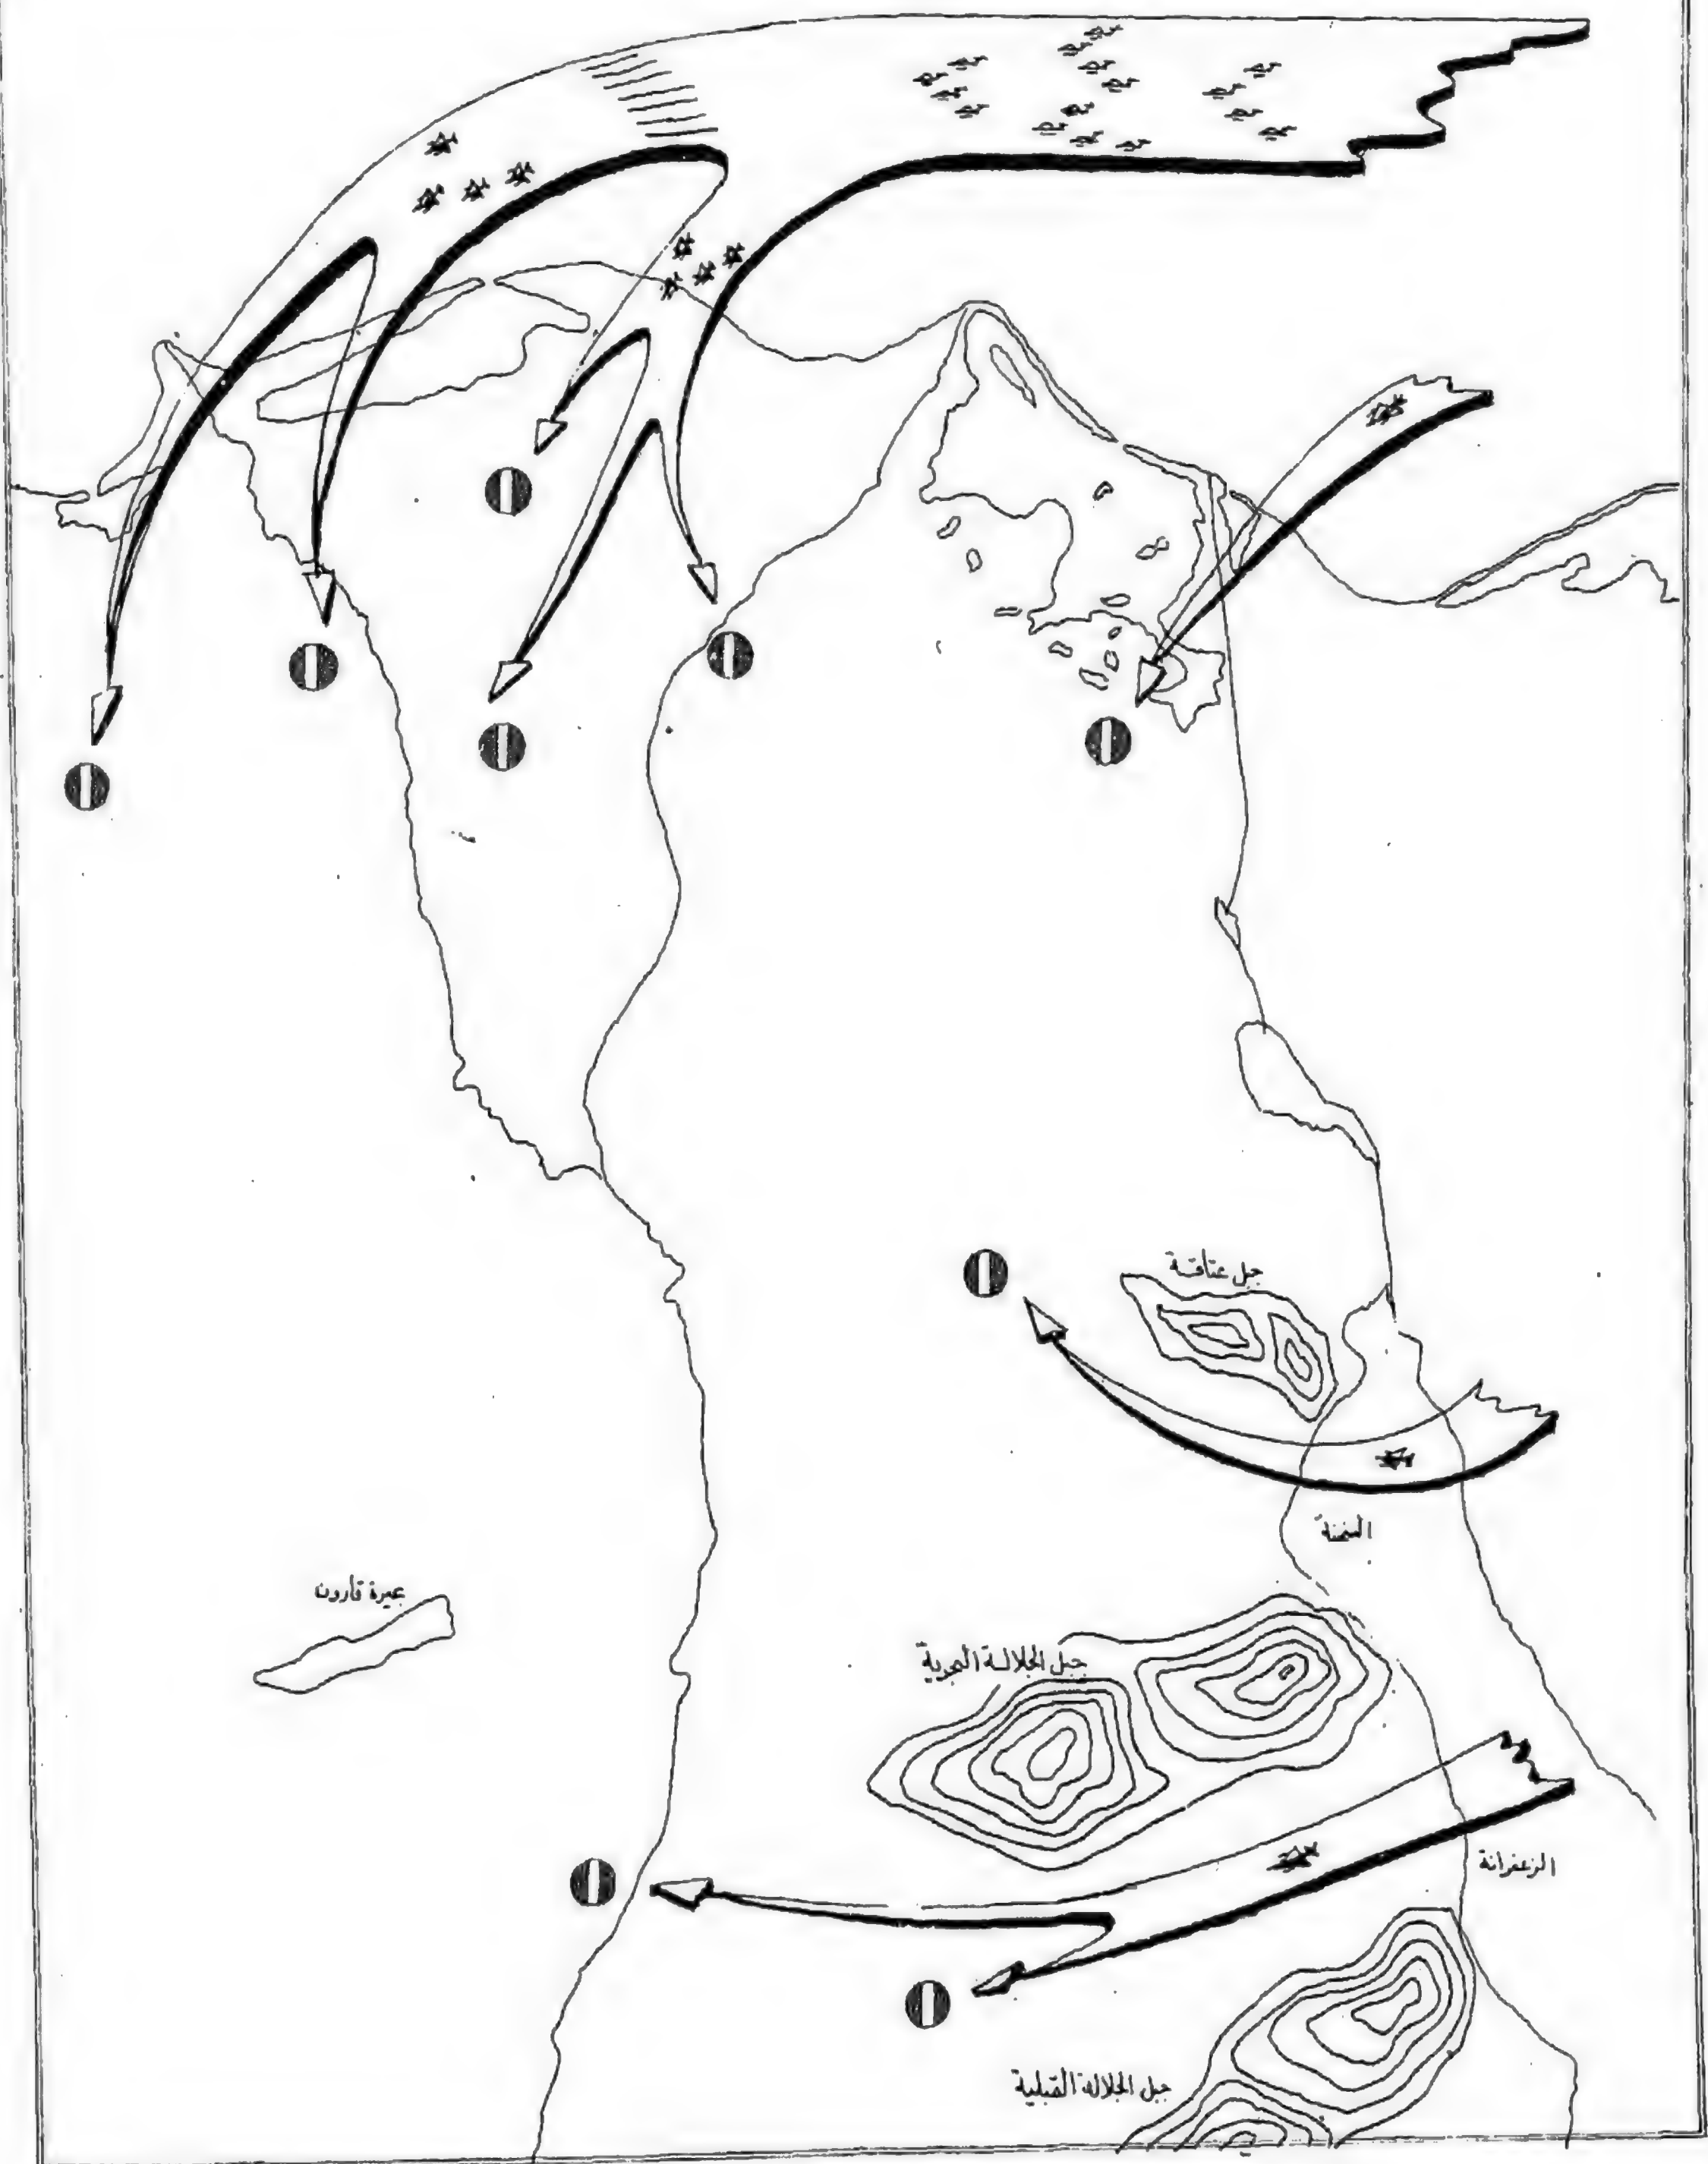 جبل عتاقة
السخنة
بحيرة قارون
جبل الجلالة البحرية
الزعفرانة
جبل الجلالة القبلية